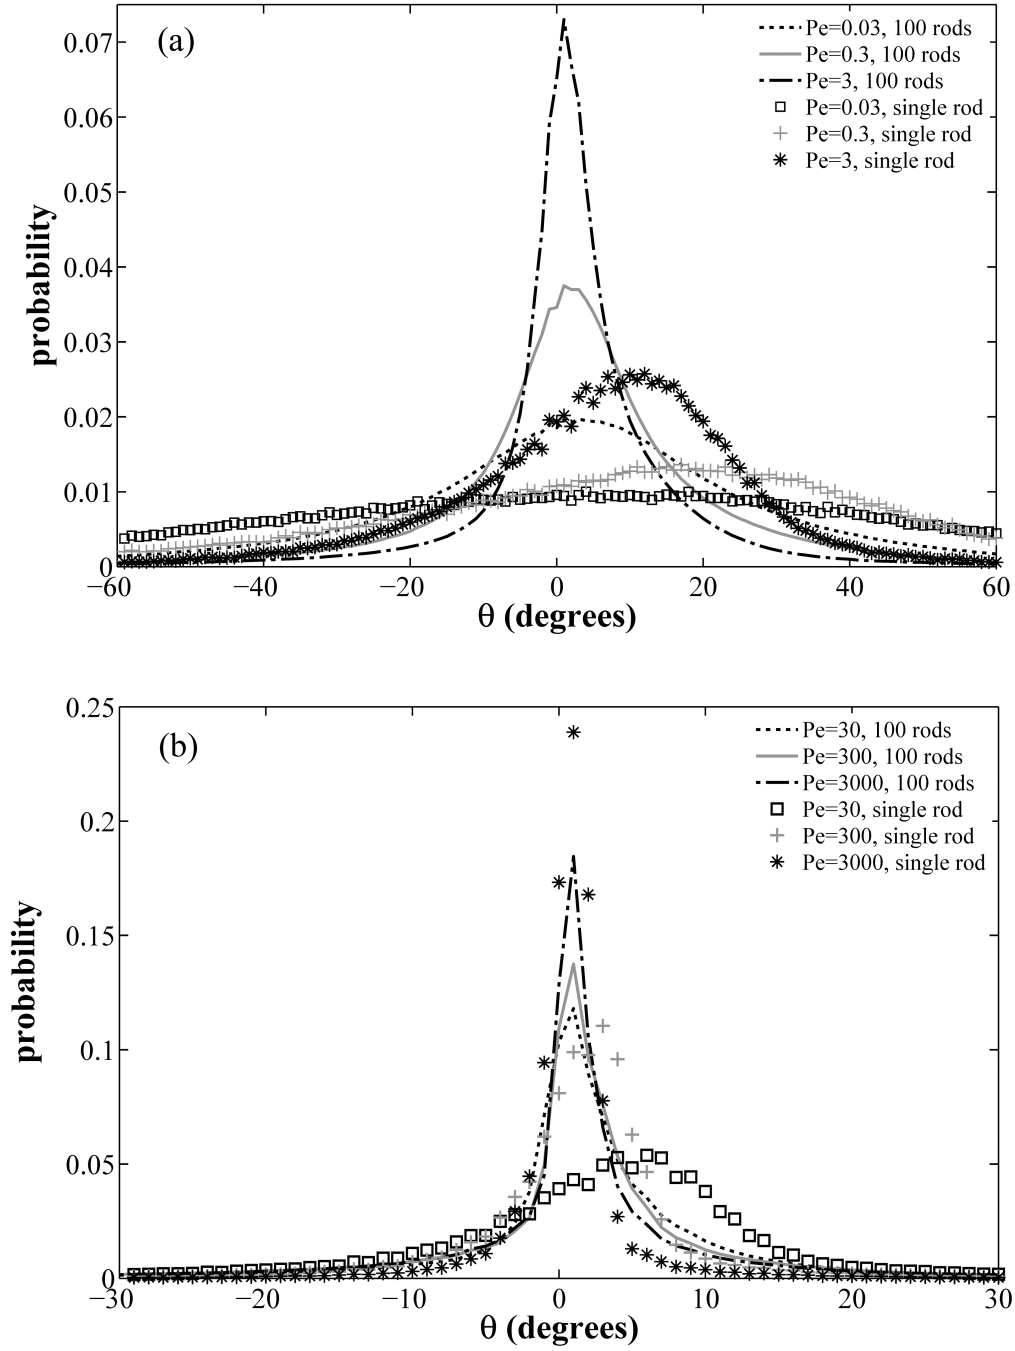 (a)
Pe=0.03, 100 rods
Pe=0.3, 100 rods
Pe=3, 100 rods
Pe=0.03, single rod
Pe=0.3, single rod
Pe=3, single rod
0.07
0.06
0.05
0.04
0.03
0.02
0.01
0
probability
−60 −40 −20 0 20 40 60
θ (degrees)
(b)
Pe=30, 100 rods
Pe=300, 100 rods
Pe=3000, 100 rods
Pe=30, single rod
Pe=300, single rod
Pe=3000, single rod
0.25
0.2
0.15
0.1
0.05
0
probability
−30 −20 −10 0 10 20 30
θ (degrees)